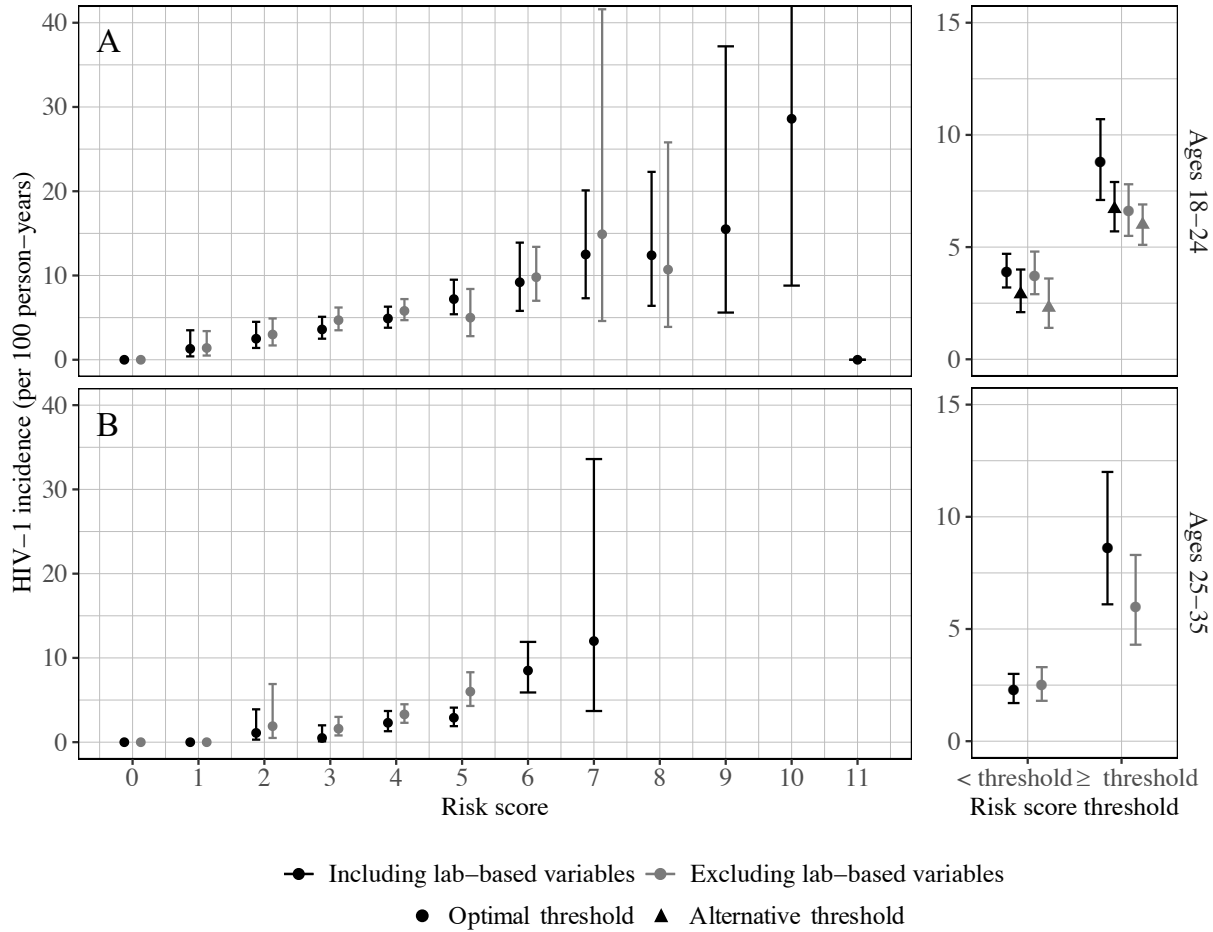 HIV−1 incidence (per 100 person−years)
A
40
30
20
10
0
15
10
5
0
Ages 18−24
B
40
30
20
10
0
15
10
5
0
Ages 25−35
0 1 2 3 4 5 6 7 8 9 10 11
Risk score
< threshold ≥ threshold
Risk score threshold
Including lab−based variables Excluding lab−based variables
Optimal threshold Alternative threshold